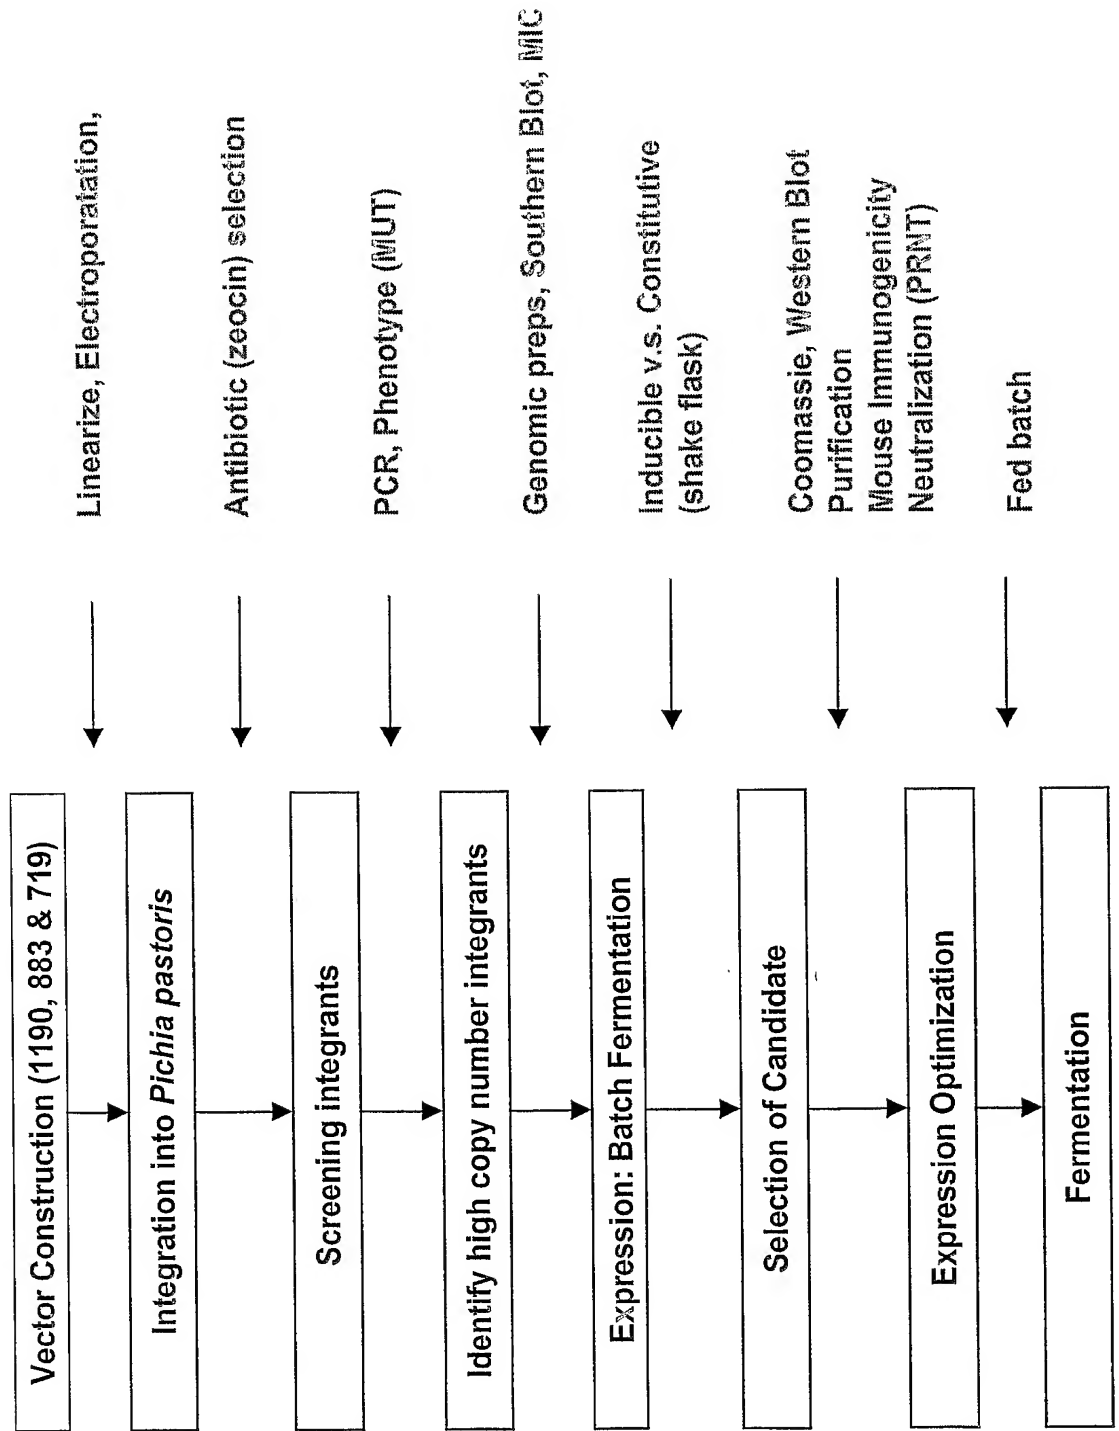 Vector Construction (1190, 883 & 719)
Linearize, Electroporatation,
Integration into Pichia pastoris
Antibiotic (zeocin) selection
Screening integrants
PCR, Phenotype (MUT)
Identify high copy number integrants
Genomic preps, Southern Blot, MIC
Expression: Batch Fermentation
Inducible v.s. Constitutive
(shake flask)
Selection of Candidate
Coomassie, Western Blot
Purification
Mouse Immunogenicity
Neutralization (PRNT)
Expression Optimization
Fed batch
Fermentation